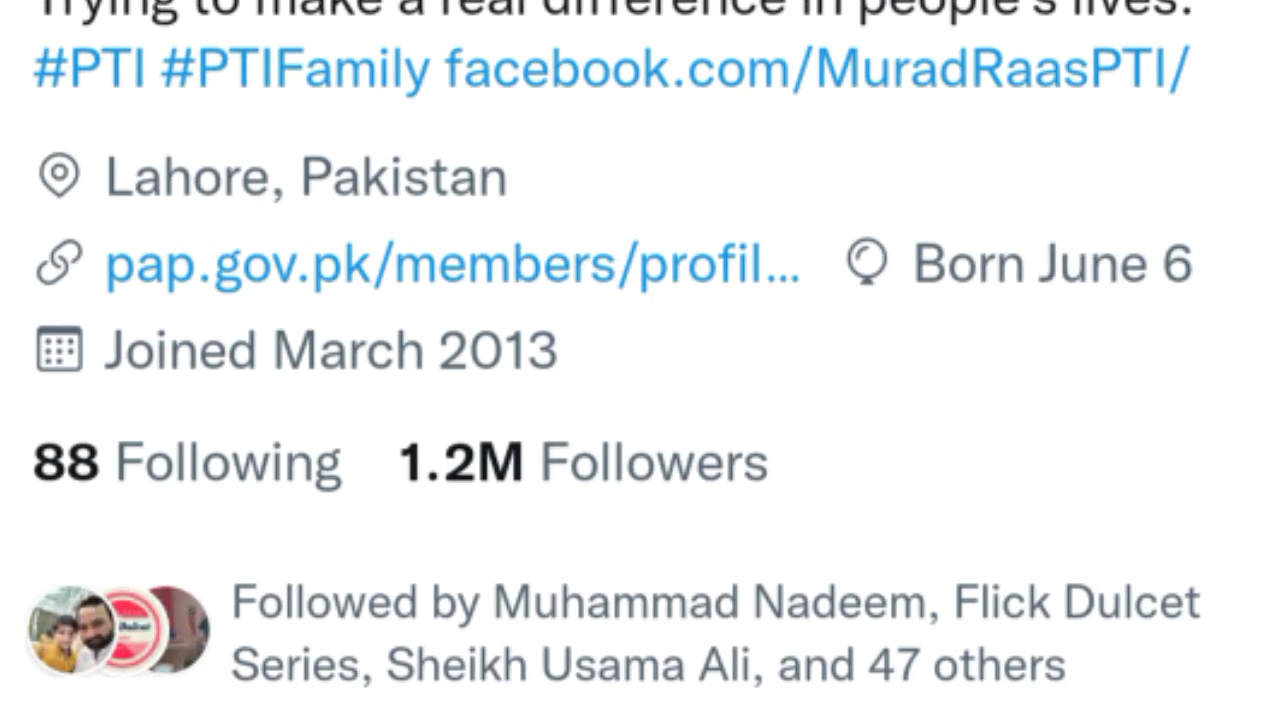 Trying to make a real difference in people's lives.
#PTI #PTIFamily facebook.com/MuradRaasPTI/
Lahore, Pakistan
pap.gov.pk/members/profil... Born June 6
Joined March 2013
88 Following 1.2M Followers
Followed by Muhammad Nadeem, Flick Dulcet
Series, Sheikh Usama Ali, and 47 others